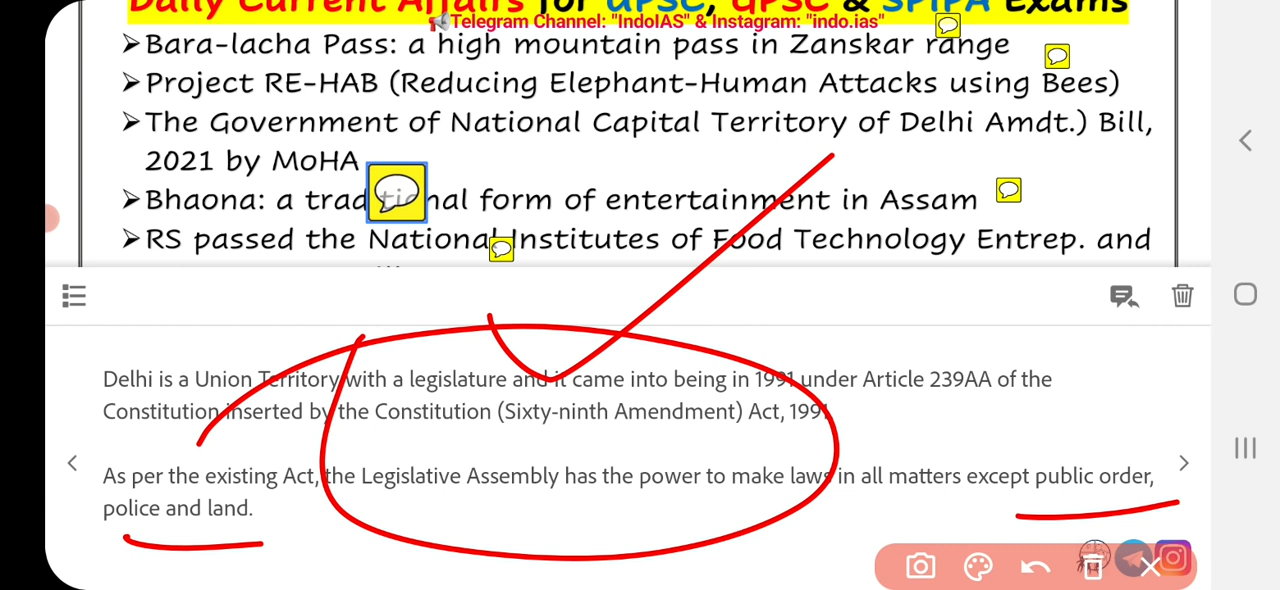 Daily Current Affairs for UPSC, GPSC & SPIPA Exams
Telegram Channel: "IndoIAS" & Instagram: "indo.ias"
➢Bara-lacha Pass: a high mountain pass in Zanskar range
➢Project RE-HAB (Reducing Elephant-Human Attacks using Bees)
➢The Government of National Capital Territory of Delhi Amdt.) Bill,
2021 by MoHA
➢Bhaona: a traditional form of entertainment in Assam
➢RS passed the National Institutes of Food Technology Entrep. and
Delhi is a Union Territory with a legislature and it came into being in 1991 under Article 239AA of the
Constitution inserted by the Constitution (Sixty-ninth Amendment) Act, 1991
As per the existing Act, the Legislative Assembly has the power to make laws in all matters except public order,
police and land.